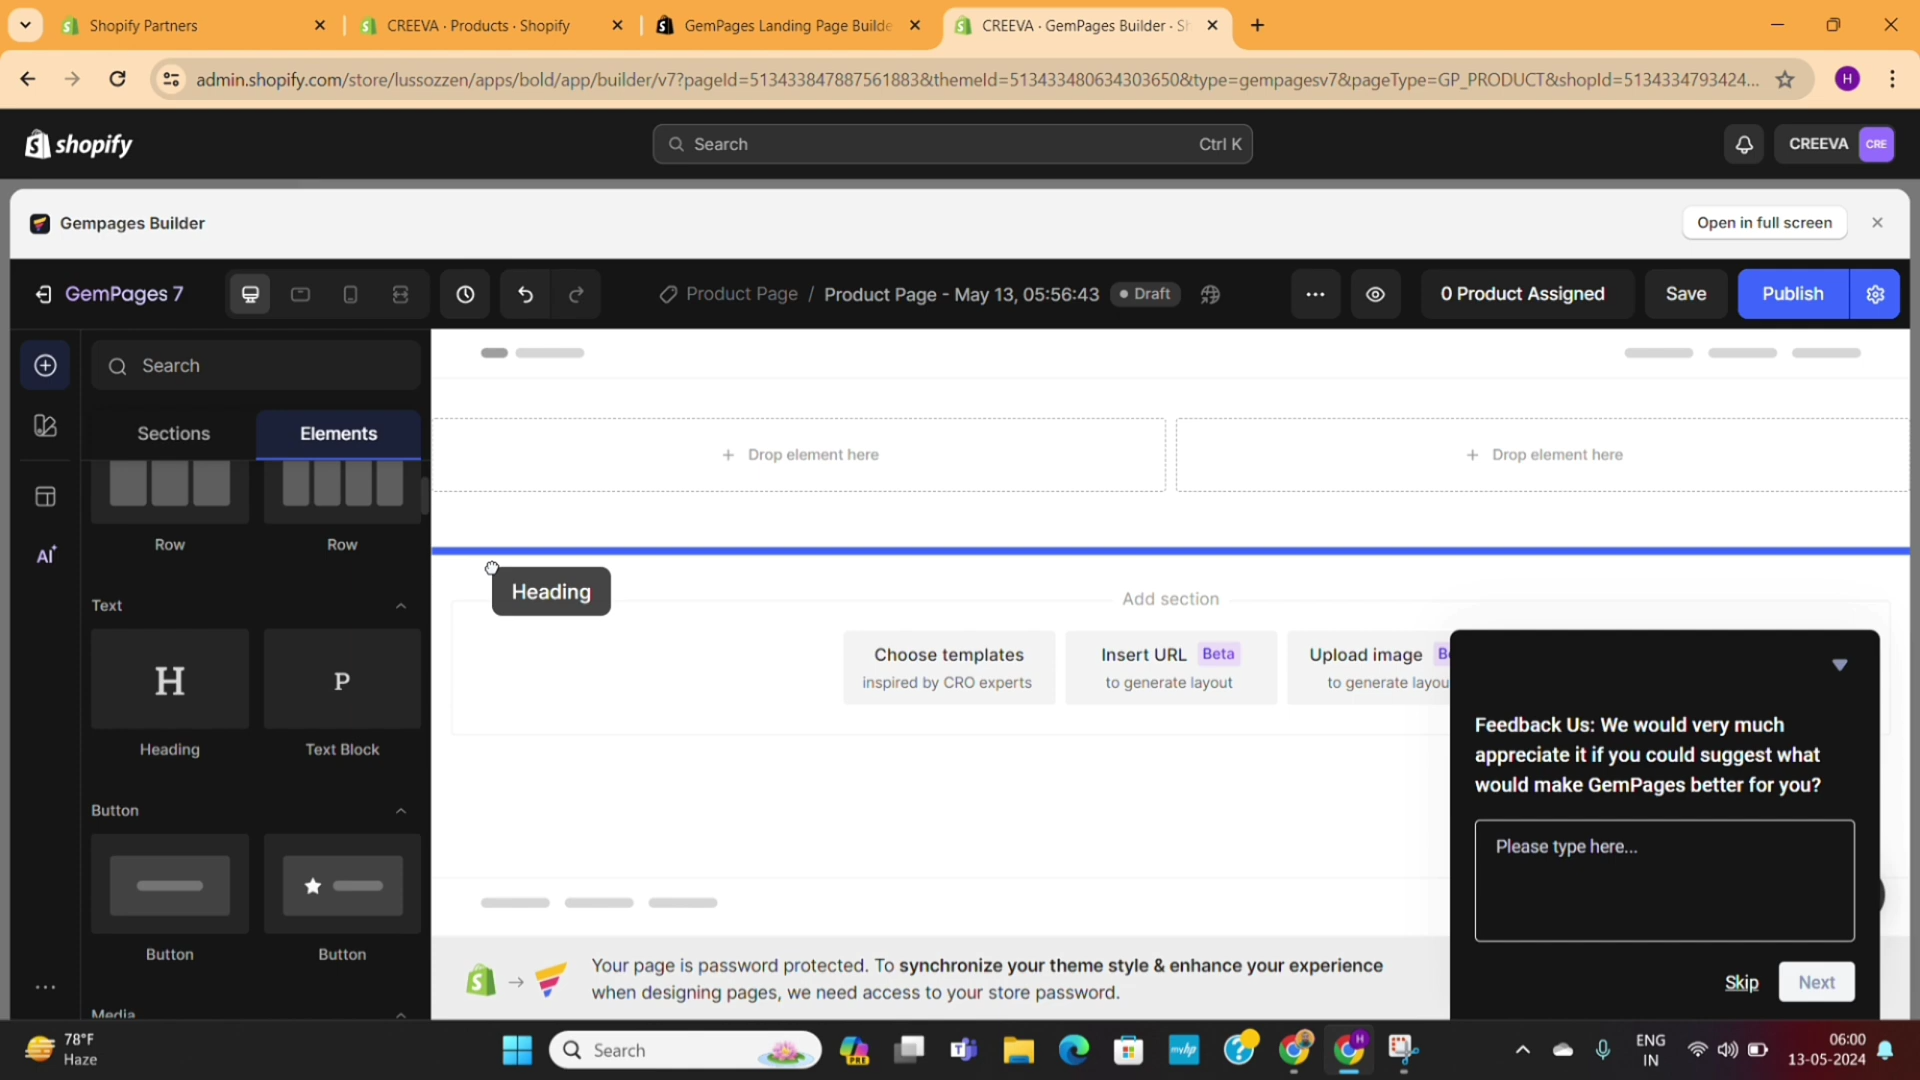 Shopify Partners
CREEVA · Products · Shopify
GemPages Landing Page Builde
CREEVA · GemPages Builder · S
admin.shopify.com/store/lussozzen/apps/bold/app/builder/v7?pageId=513433847887561883&themeId=513433480634303650&type=gempagesv7&pageType=GP_PRODUCT&shopId=5134334793424...
H
shopify
Search
Ctrl K
CREEVA
CRE
Gempages Builder
Open in full screen
GemPages 7
Product Page / Product Page - May 13, 05:56:43
Draft
0 Product Assigned
Save
Publish
Search
Sections
Elements
Row
Row
Text
H
P
Heading
Text Block
Button
Button
Button
Media
AI
+ Drop element here
+ Drop element here
Heading
Add section
Choose templates
inspired by CRO experts
Insert URL Beta
to generate layout
Upload image
to generate layou
Feedback Us: We would very much
appreciate it if you could suggest what
would make GemPages better for you?
Please type here...
Skip
Next
Your page is password protected. To synchronize your theme style & enhance your experience
when designing pages, we need access to your store password.
78°F
Haze
Search
PRE
myhp
ENG
IN
06:00
13-05-2024